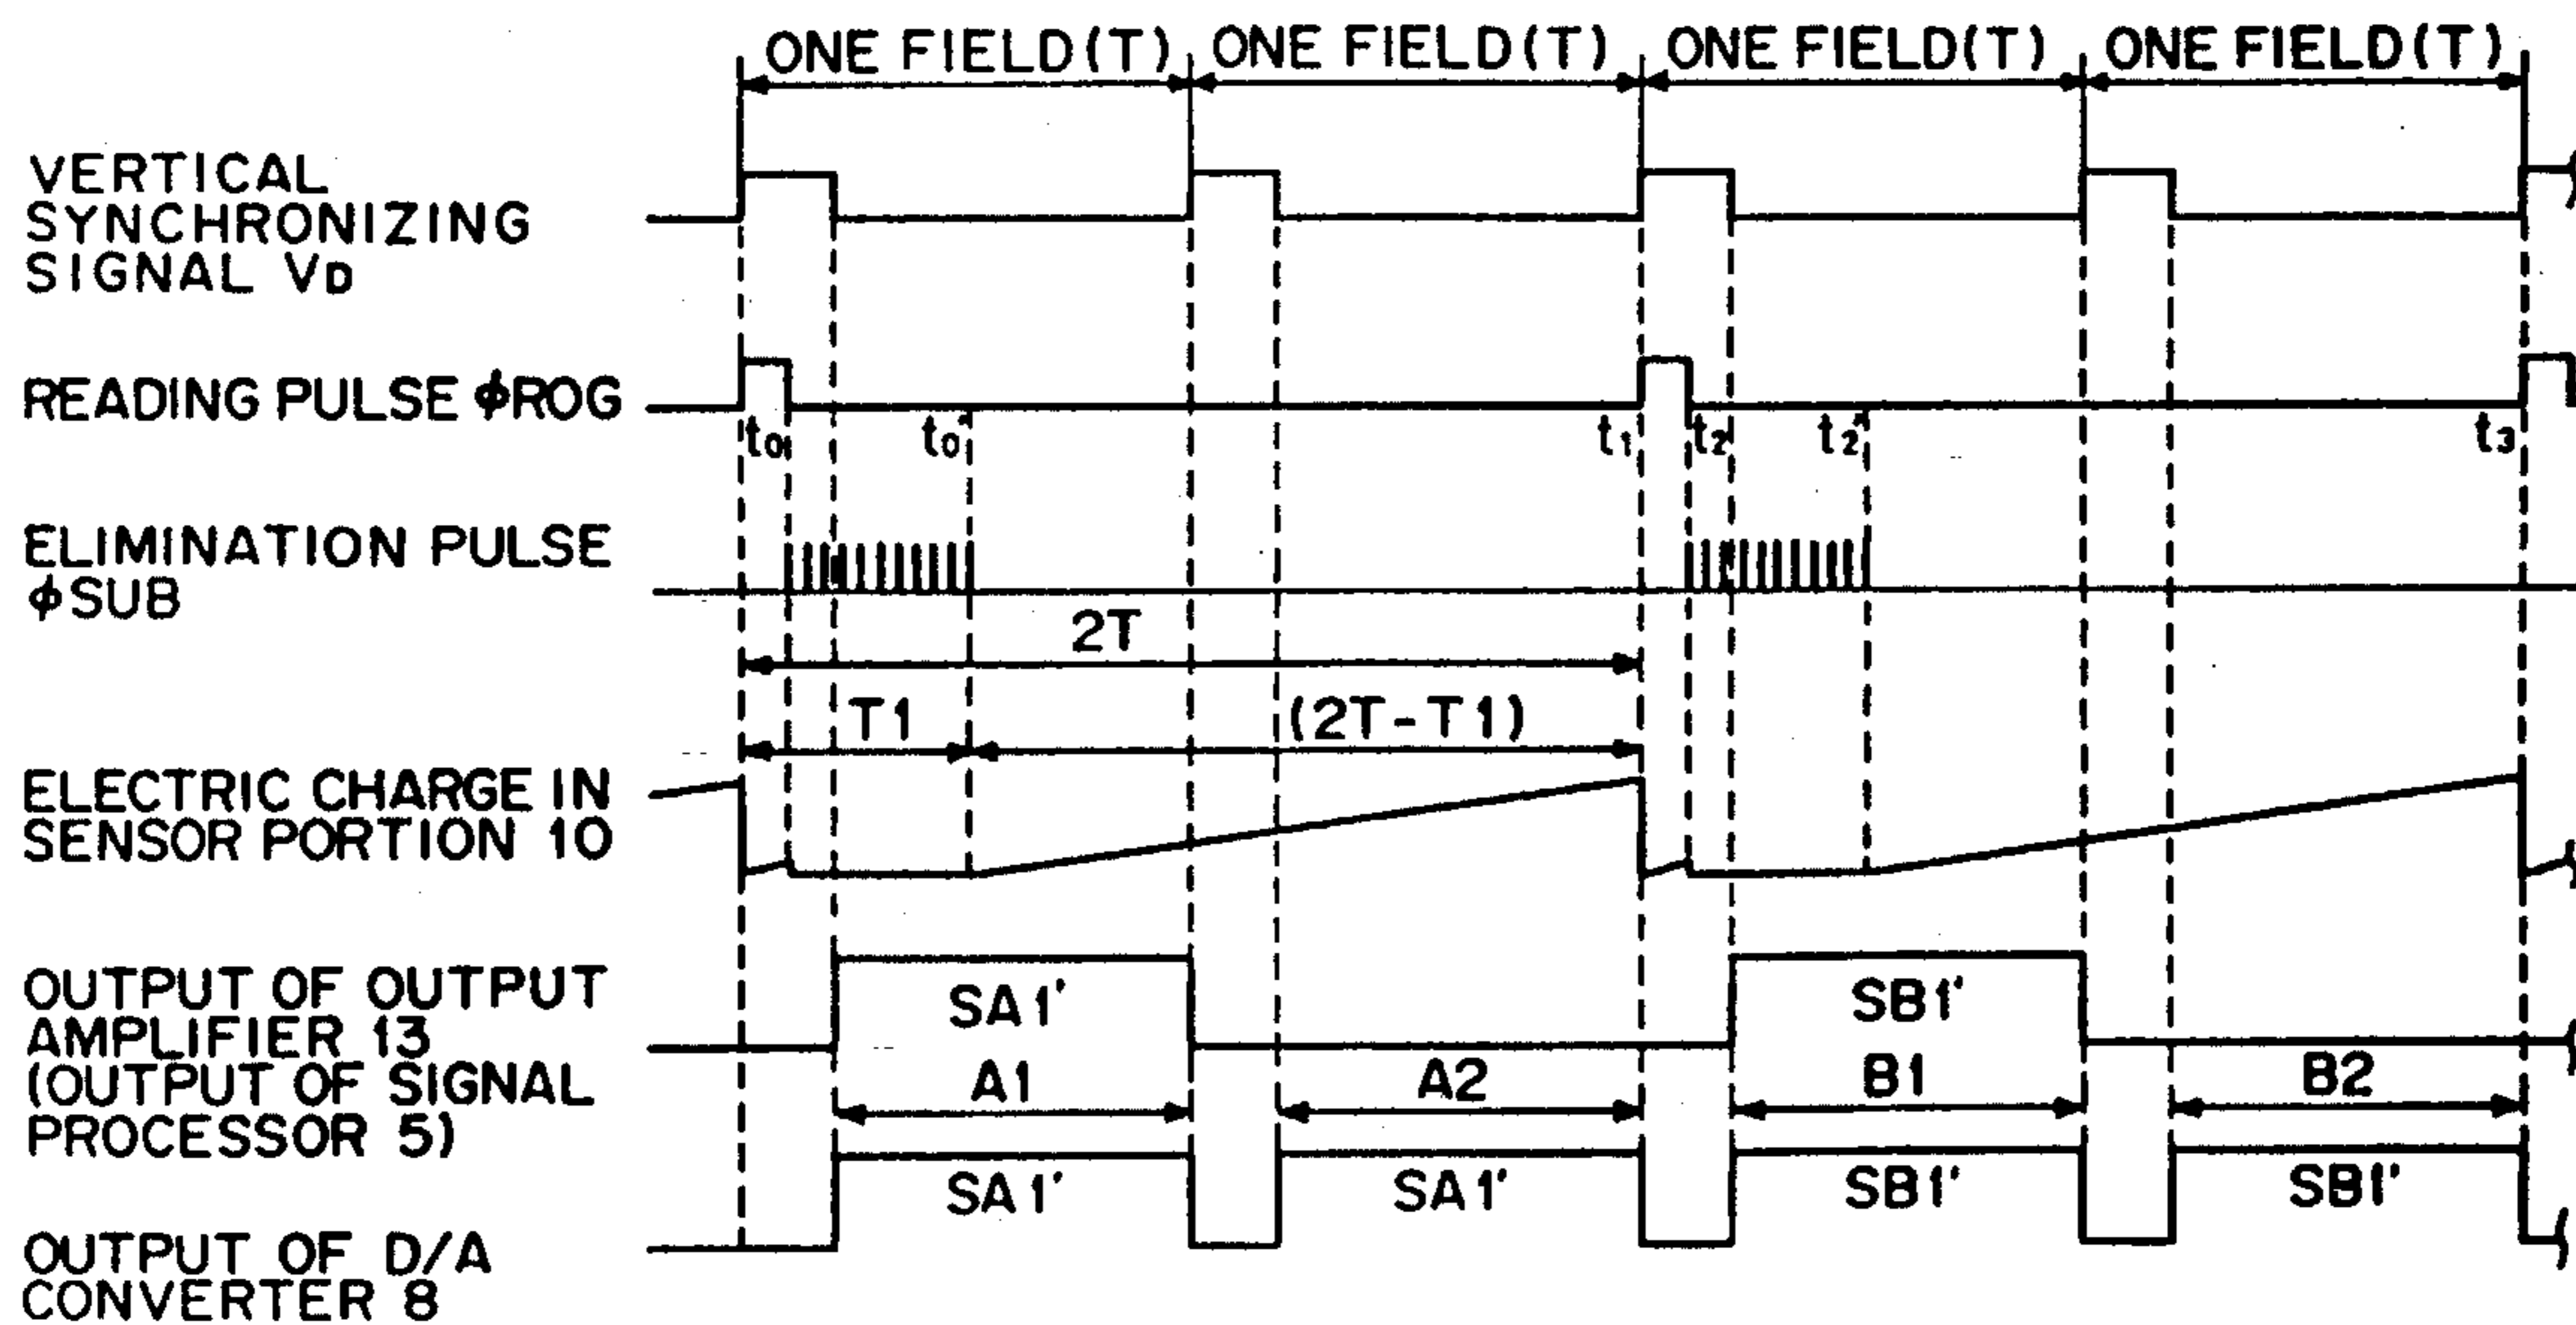 ONE FIELD(T) ONE FIELD(T) ONE FIELD(T) ONE FIELD(T)
VERTICAL
SYNCHRONIZING
SIGNAL VD
READING PULSE ϕROG
t0 t0' t1 t2 t2' t3
ELIMINATION PULSE
ϕSUB
2T
T1 (2T-T1)
ELECTRIC CHARGE IN
SENSOR PORTION 10
OUTPUT OF OUTPUT
AMPLIFIER 13
(OUTPUT OF SIGNAL
PROCESSOR 5)
SA1' SB1'
A1 A2 B1 B2
SA1' SA1' SB1' SB1'
OUTPUT OF D/A
CONVERTER 8